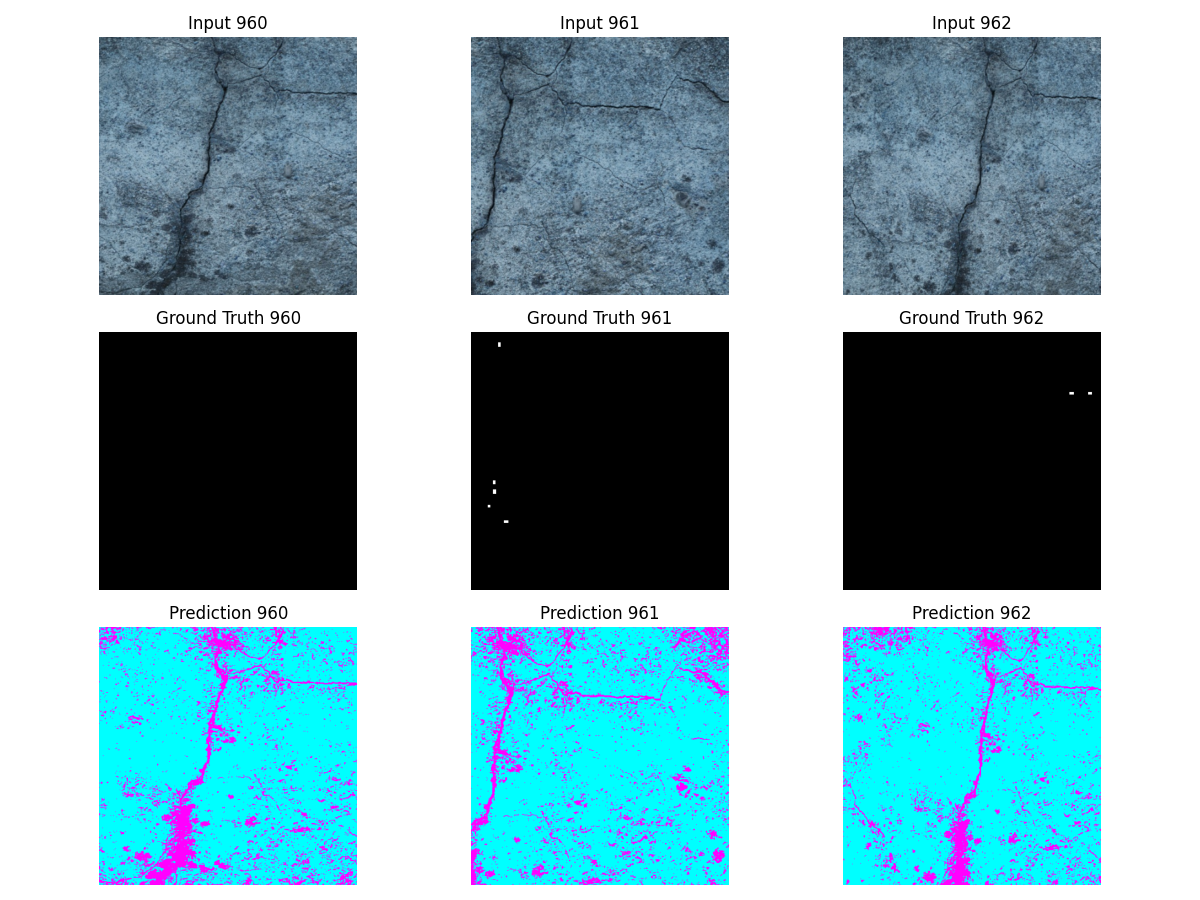 Input 960
Input 961
Input 962
Ground Truth 960
Ground Truth 961
Ground Truth 962
Prediction 960
Prediction 961
Prediction 962